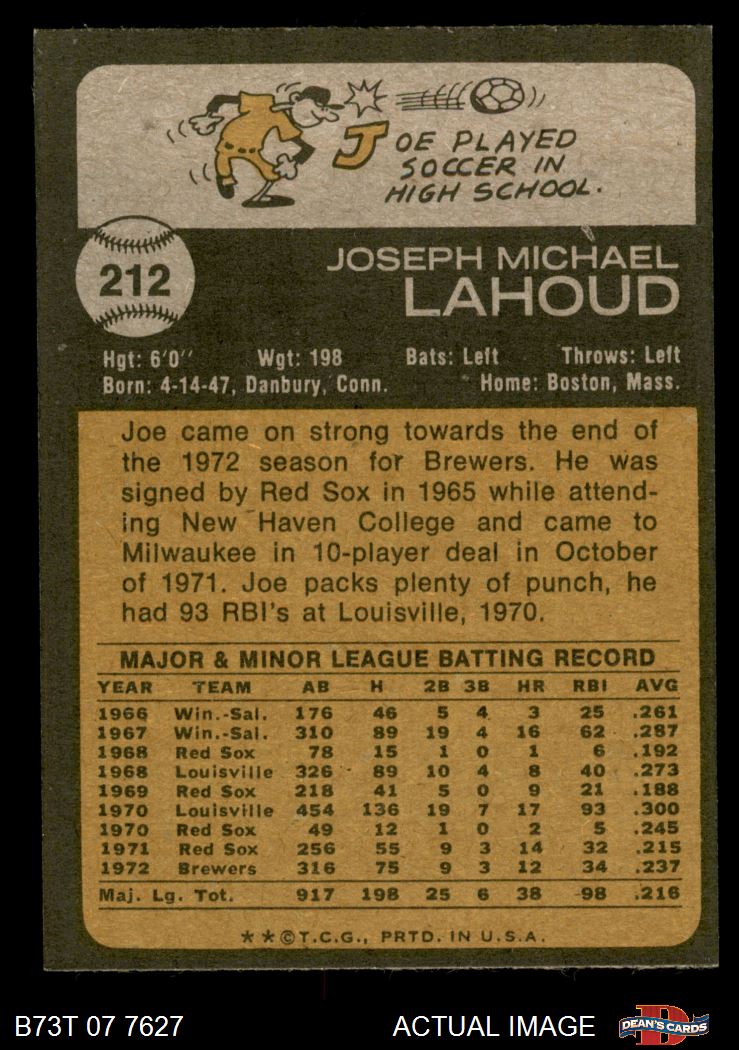 JOE PLAYED
SOCCER IN
HIGH SCHOOL.
212
JOSEPH MICHAEL
LAHOUD
Hgt: 6'0" Wgt: 198 Bats: Left Throws: Left
Born: 4-14-47, Danbury, Conn. Home: Boston, Mass.
Joe came on strong towards the end of
the 1972 season for Brewers. He was
signed by Red Sox in 1965 while attend-
ing New Haven College and came to
Milwaukee in 10-player deal in October
of 1971. Joe packs plenty of punch, he
had 93 RBI's at Louisville, 1970.
MAJOR & MINOR LEAGUE BATTING RECORD
YEAR TEAM AB H 2B 3B HR RBI AVG
1966 Win.-Sal. 176 46 5 4 3 25 .261
1967 Win.-Sal. 310 89 19 4 16 62 .287
1968 Red Sox 78 15 1 0 1 6 .192
1968 Louisville 326 89 10 4 8 40 .273
1969 Red Sox 218 41 5 0 9 21 .188
1970 Louisville 454 136 19 7 17 93 .300
1970 Red Sox 49 12 1 0 2 5 .245
1971 Red Sox 256 55 9 3 14 32 .215
1972 Brewers 316 75 9 3 12 34 .237
Maj. Lg. Tot. 917 198 25 6 38 98 .216
**©T.C.G., PRTD. IN U.S.A.
B73T 07 7627 ACTUAL IMAGE DEAN'S CARDS